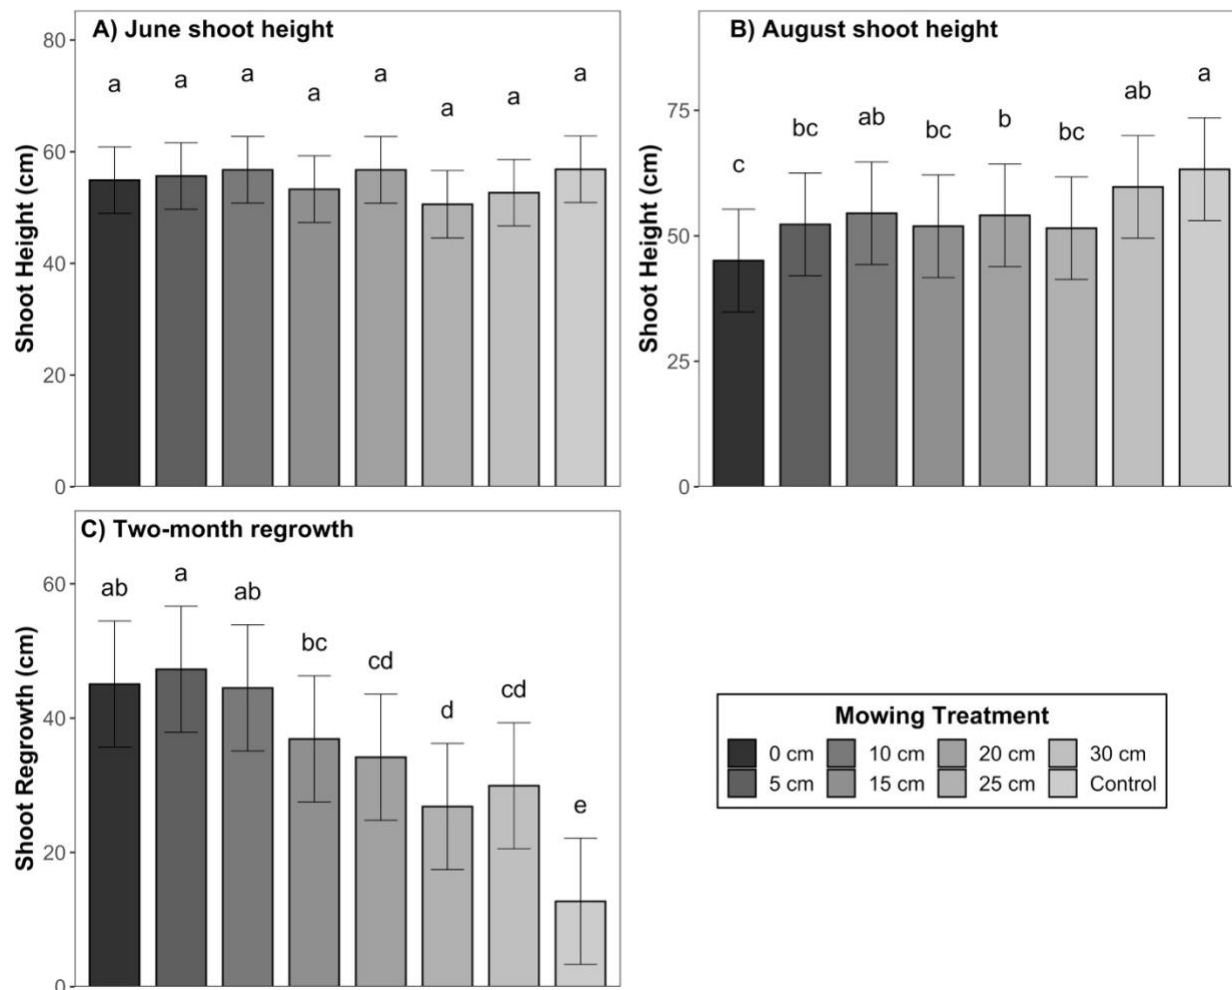 A) June shoot height
Shoot Height (cm)
80
60
40
20
0
a a a a a a a a
B) August shoot height
Shoot Height (cm)
75
50
25
0
c bc ab bc b bc ab a
C) Two-month regrowth
Shoot Regrowth (cm)
60
40
20
0
ab a ab bc cd d cd e
Mowing Treatment
0 cm 10 cm 20 cm 30 cm
5 cm 15 cm 25 cm Control